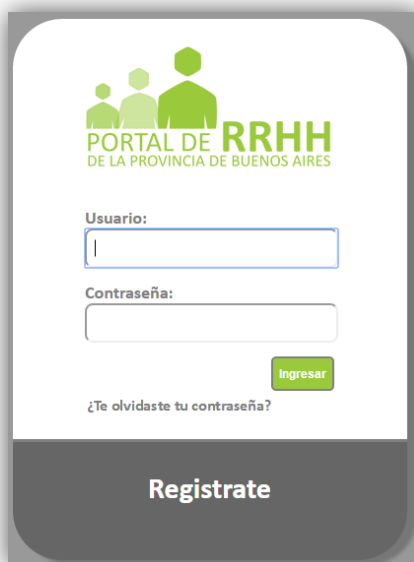 PORTAL DE RRHH
DE LA PROVINCIA DE BUENOS AIRES
Usuario:
Contraseña:
Ingresar
¿Te olvidaste tu contraseña?
Registrate